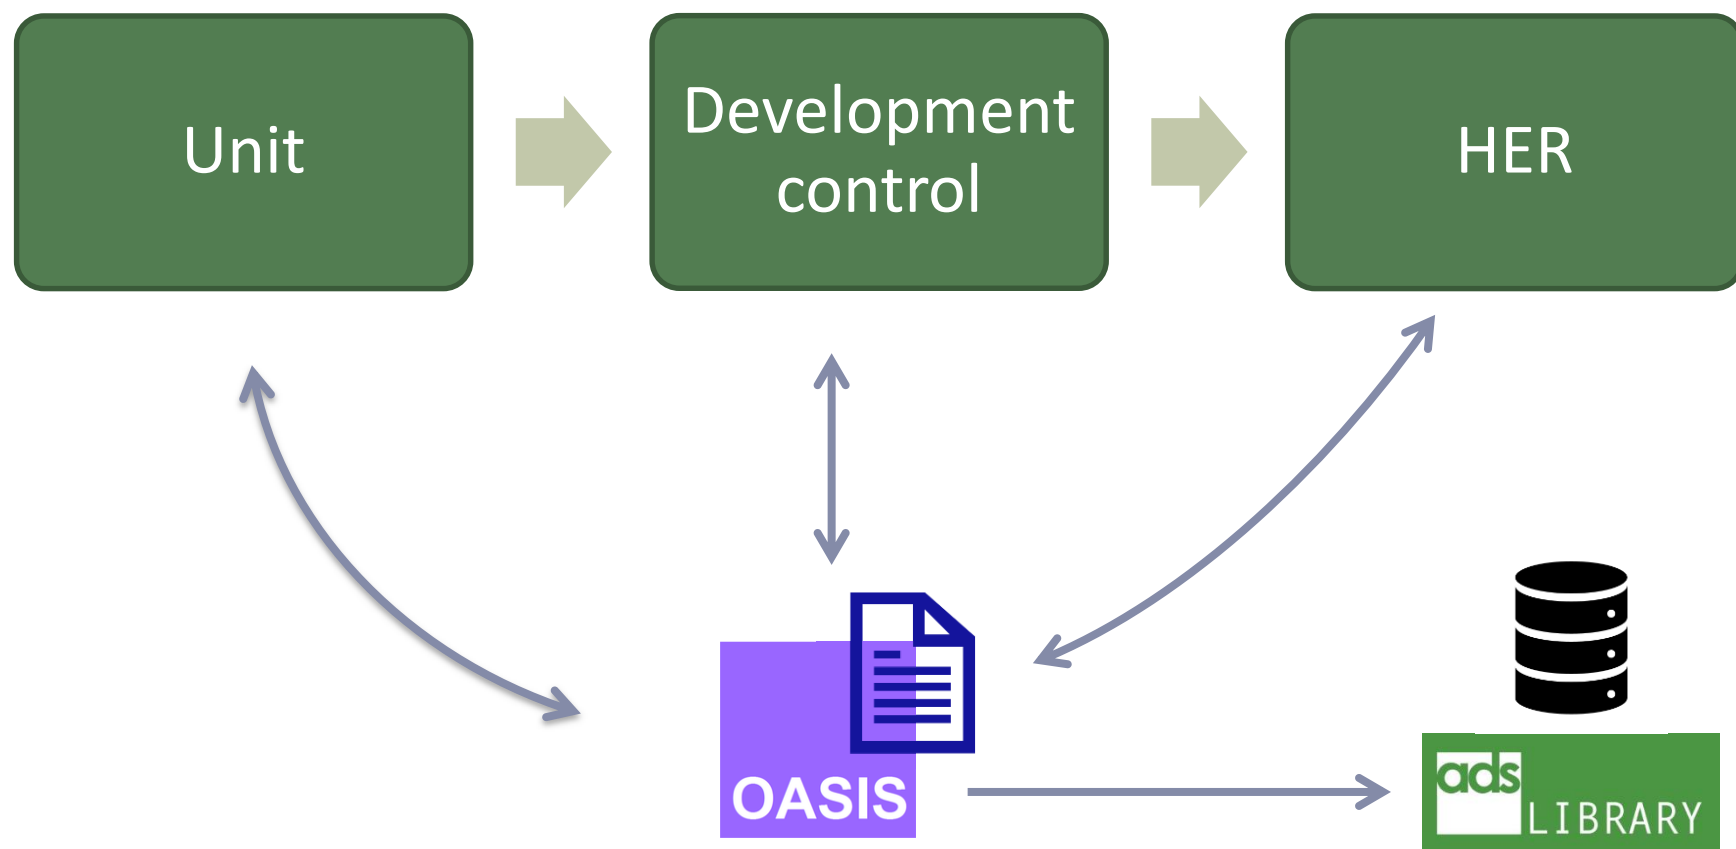 Unit
Development
control
HER
OASIS
ads
LIBRARY